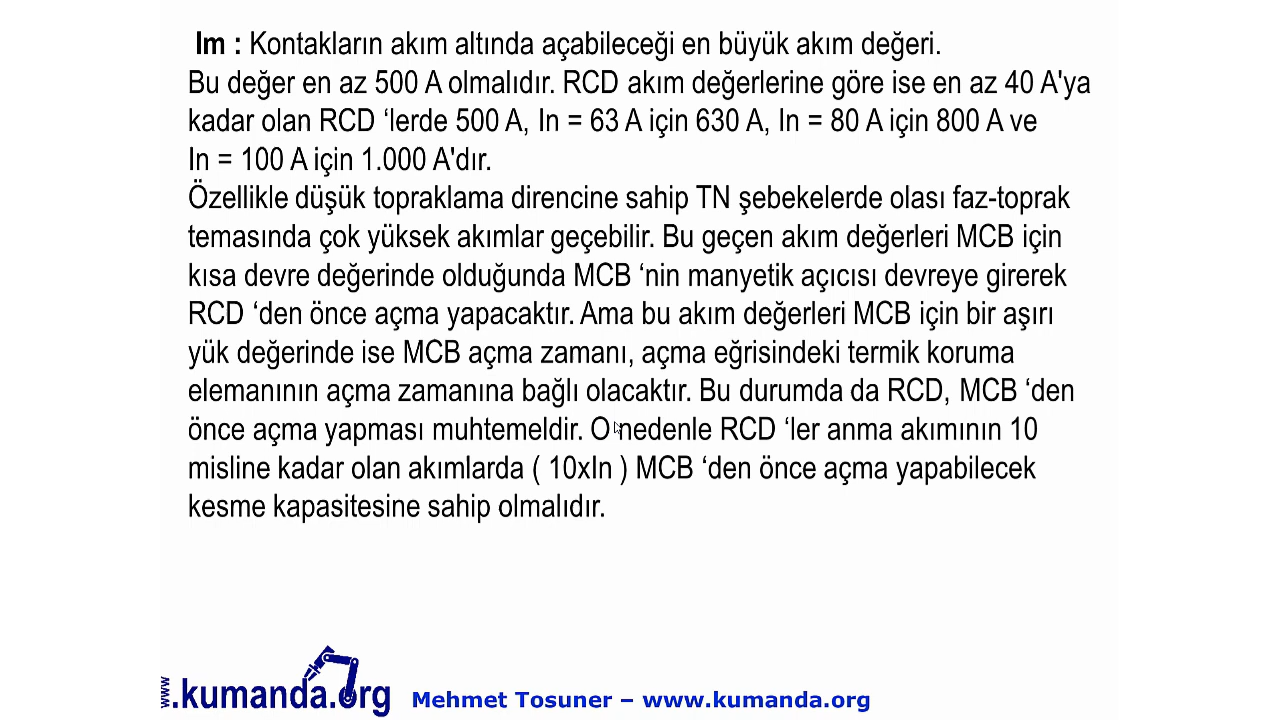 Im : Kontakların akım altında açabileceği en büyük akım değeri.
Bu değer en az 500 A olmalıdır. RCD akım değerlerine göre ise en az 40 A'ya
kadar olan RCD ‘lerde 500 A, In = 63 A için 630 A, In = 80 A için 800 A ve
In = 100 A için 1.000 A'dır.
Özellikle düşük topraklama direncine sahip TN şebekelerde olası faz-toprak
temasında çok yüksek akımlar geçebilir. Bu geçen akım değerleri MCB için
kısa devre değerinde olduğunda MCB ‘nin manyetik açıcısı devreye girerek
RCD ‘den önce açma yapacaktır. Ama bu akım değerleri MCB için bir aşırı
yük değerinde ise MCB açma zamanı, açma eğrisindeki termik koruma
elemanının açma zamanına bağlı olacaktır. Bu durumda da RCD, MCB ‘den
önce açma yapması muhtemeldir. O nedenle RCD ‘ler anma akımının 10
misline kadar olan akımlarda ( 10xIn ) MCB ‘den önce açma yapabilecek
kesme kapasitesine sahip olmalıdır.
www.kumanda.org
Mehmet Tosuner – www.kumanda.org